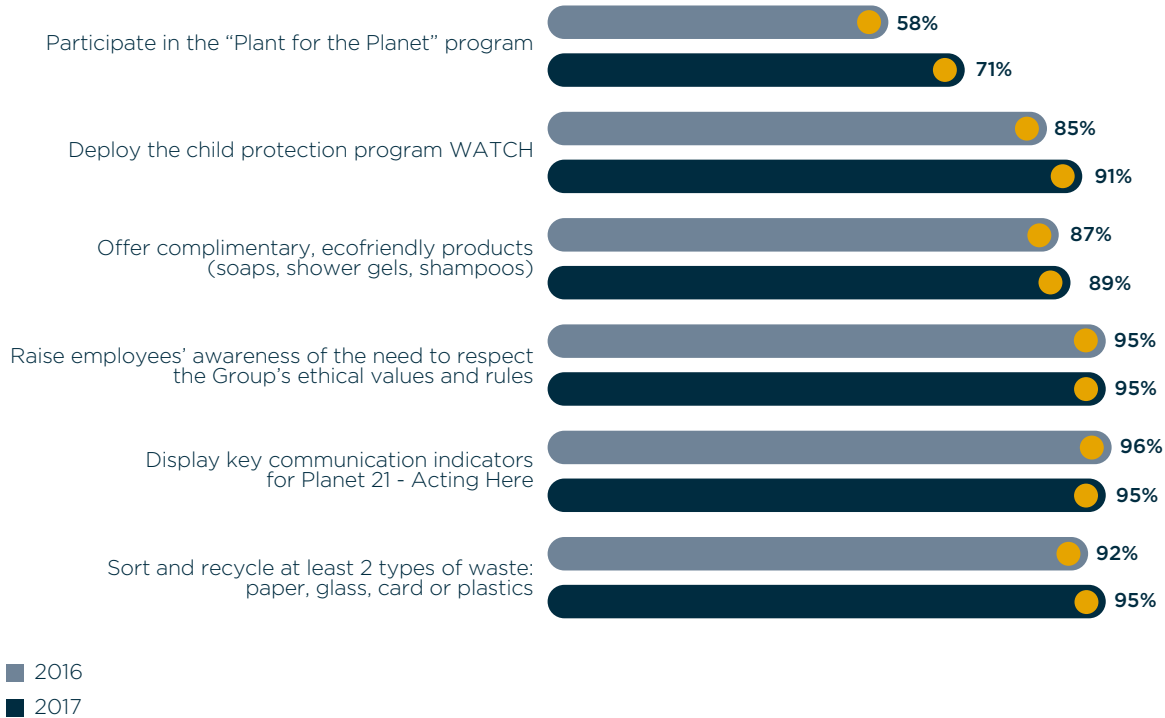 Participate in the “Plant for the Planet” program
58%
71%
Deploy the child protection program WATCH
85%
91%
Offer complimentary, ecofriendly products
(soaps, shower gels, shampoos)
87%
89%
Raise employees’ awareness of the need to respect
the Group’s ethical values and rules
95%
95%
Display key communication indicators
for Planet 21 - Acting Here
96%
95%
Sort and recycle at least 2 types of waste:
paper, glass, card or plastics
92%
95%
2016
2017